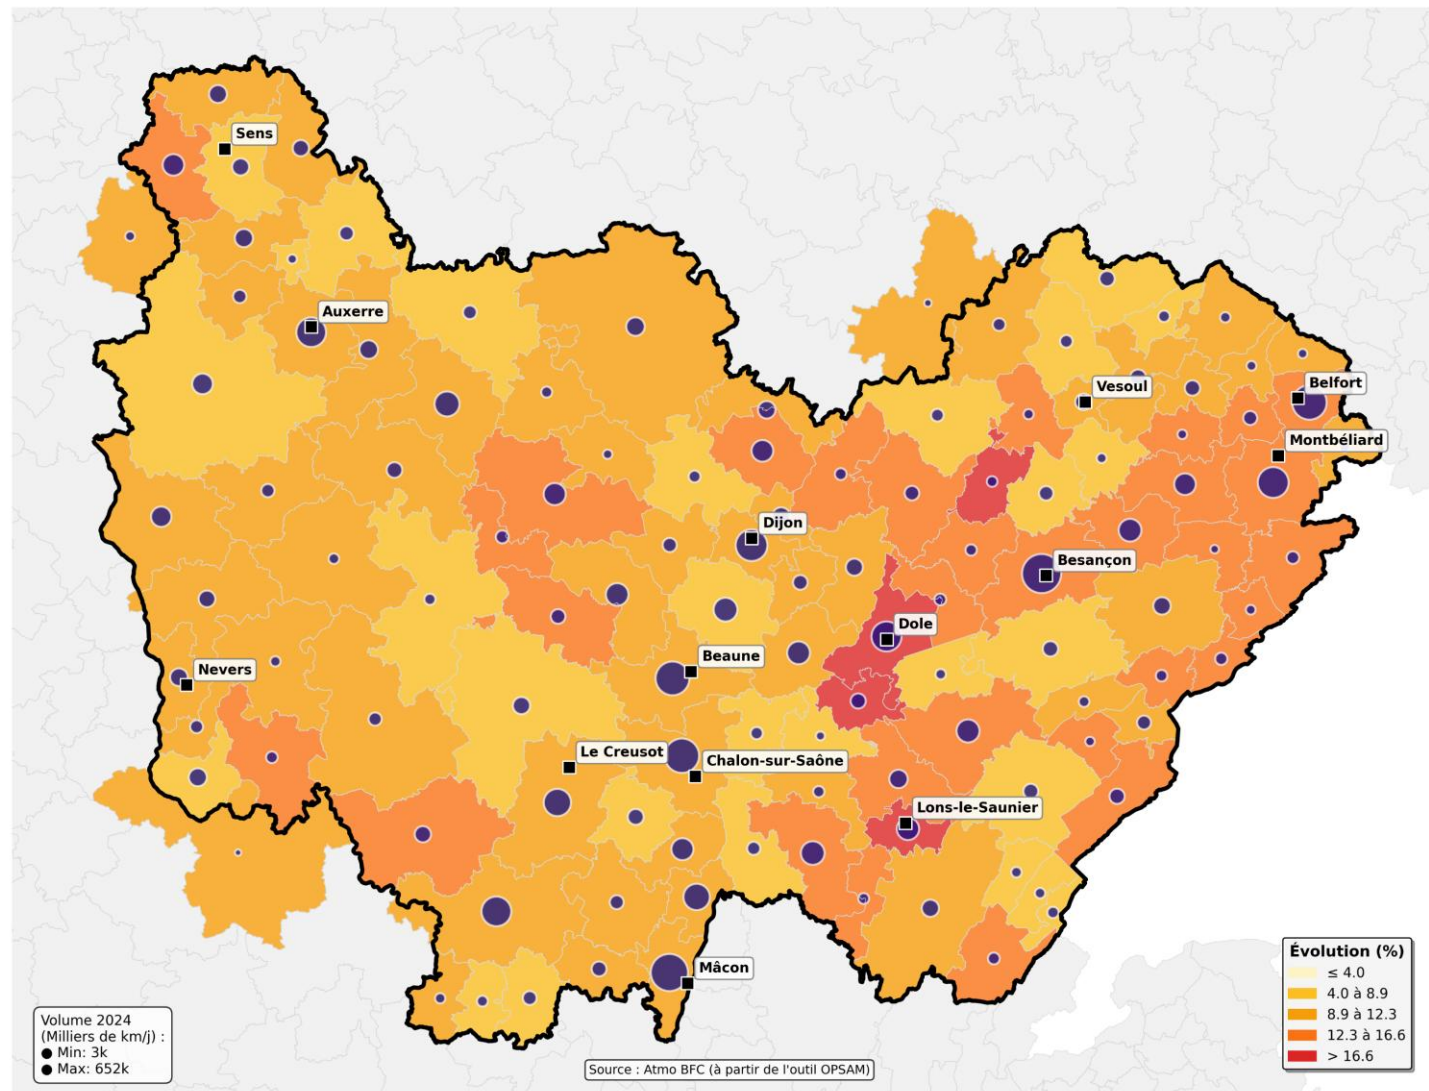 Sens
Auxerre
Vesoul
Belfort
Montbéliard
Dijon
Besançon
Dole
Beaune
Nevers
Le Creusot
Chalon-sur-Saône
Lons-le-Saunier
Mâcon
Évolution (%)
≤ 4.0
4.0 à 8.9
8.9 à 12.3
12.3 à 16.6
> 16.6
Volume 2024
(Milliers de km/j) :
● Min: 3k
● Max: 652k
Source : Atmo BFC (à partir de l'outil OPSAM)